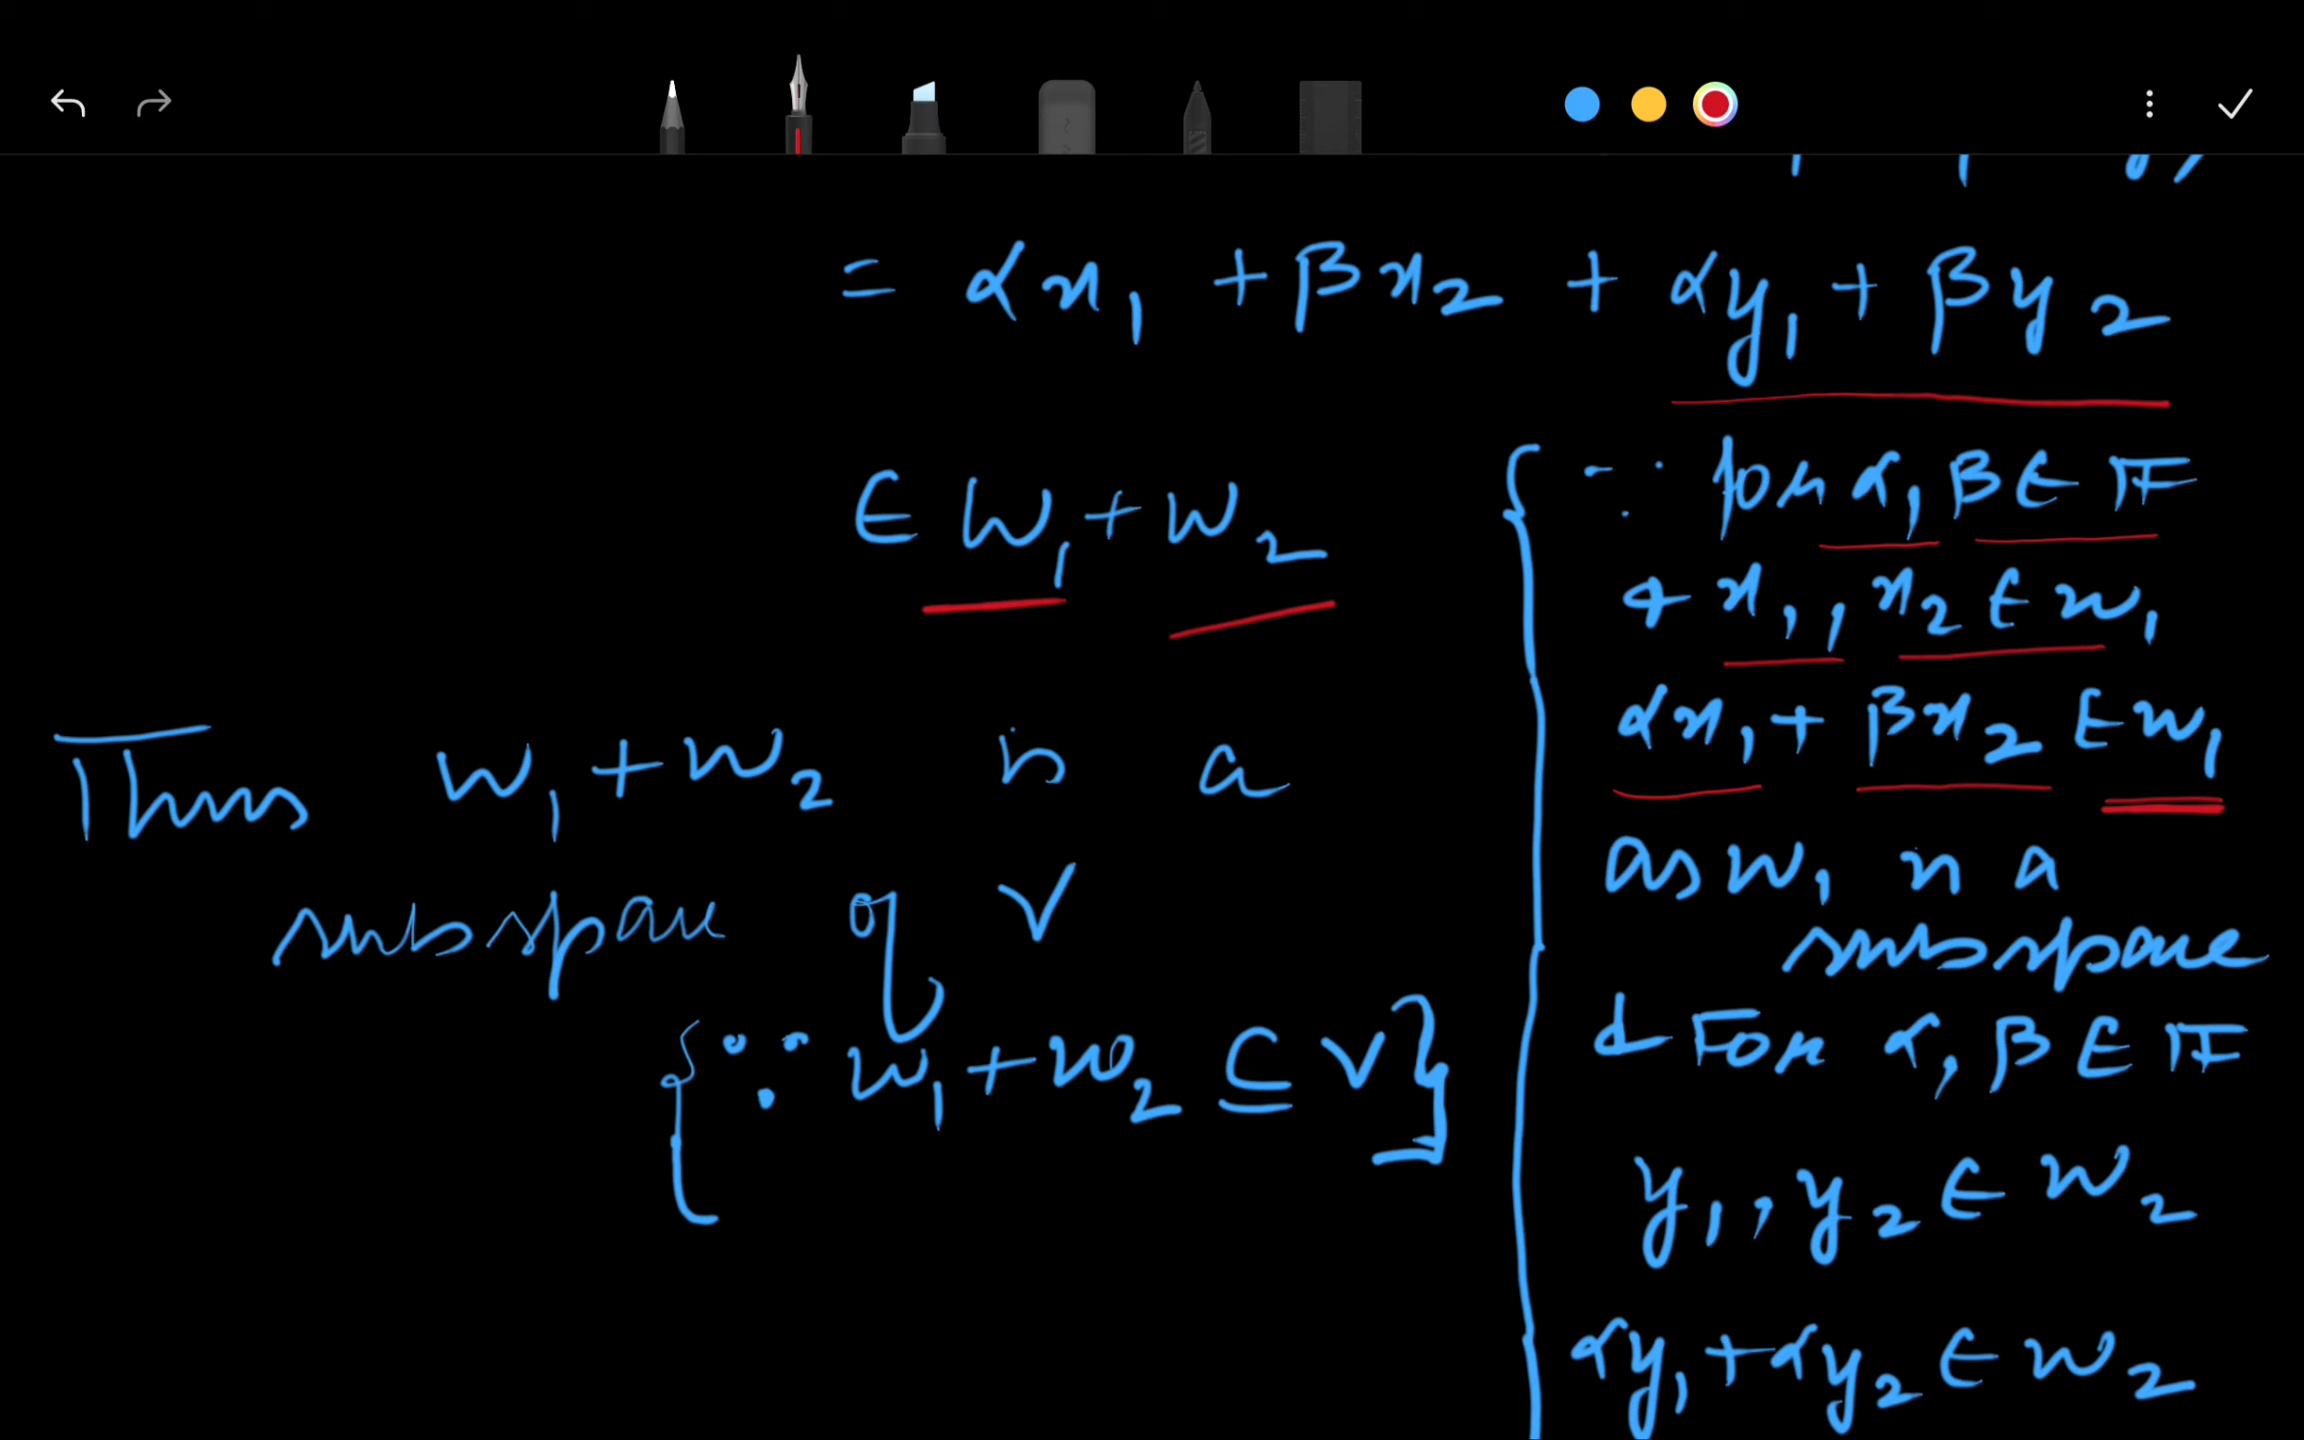 = αx₁ + βx₂ + αy₁ + βy₂
∈ W₁ + W₂
Thus W₁ + W₂ is a
subspace of V
{∵ W₁ + W₂ ⊆ V}
{∵ for α, β ∈ 𝔽
& x₁, x₂ ∈ W₁
αx₁ + βx₂ ∈ W₁
as W₁ is a
subspace
& For α, β ∈ 𝔽
y₁, y₂ ∈ W₂
αy₁ + αy₂ ∈ W₂